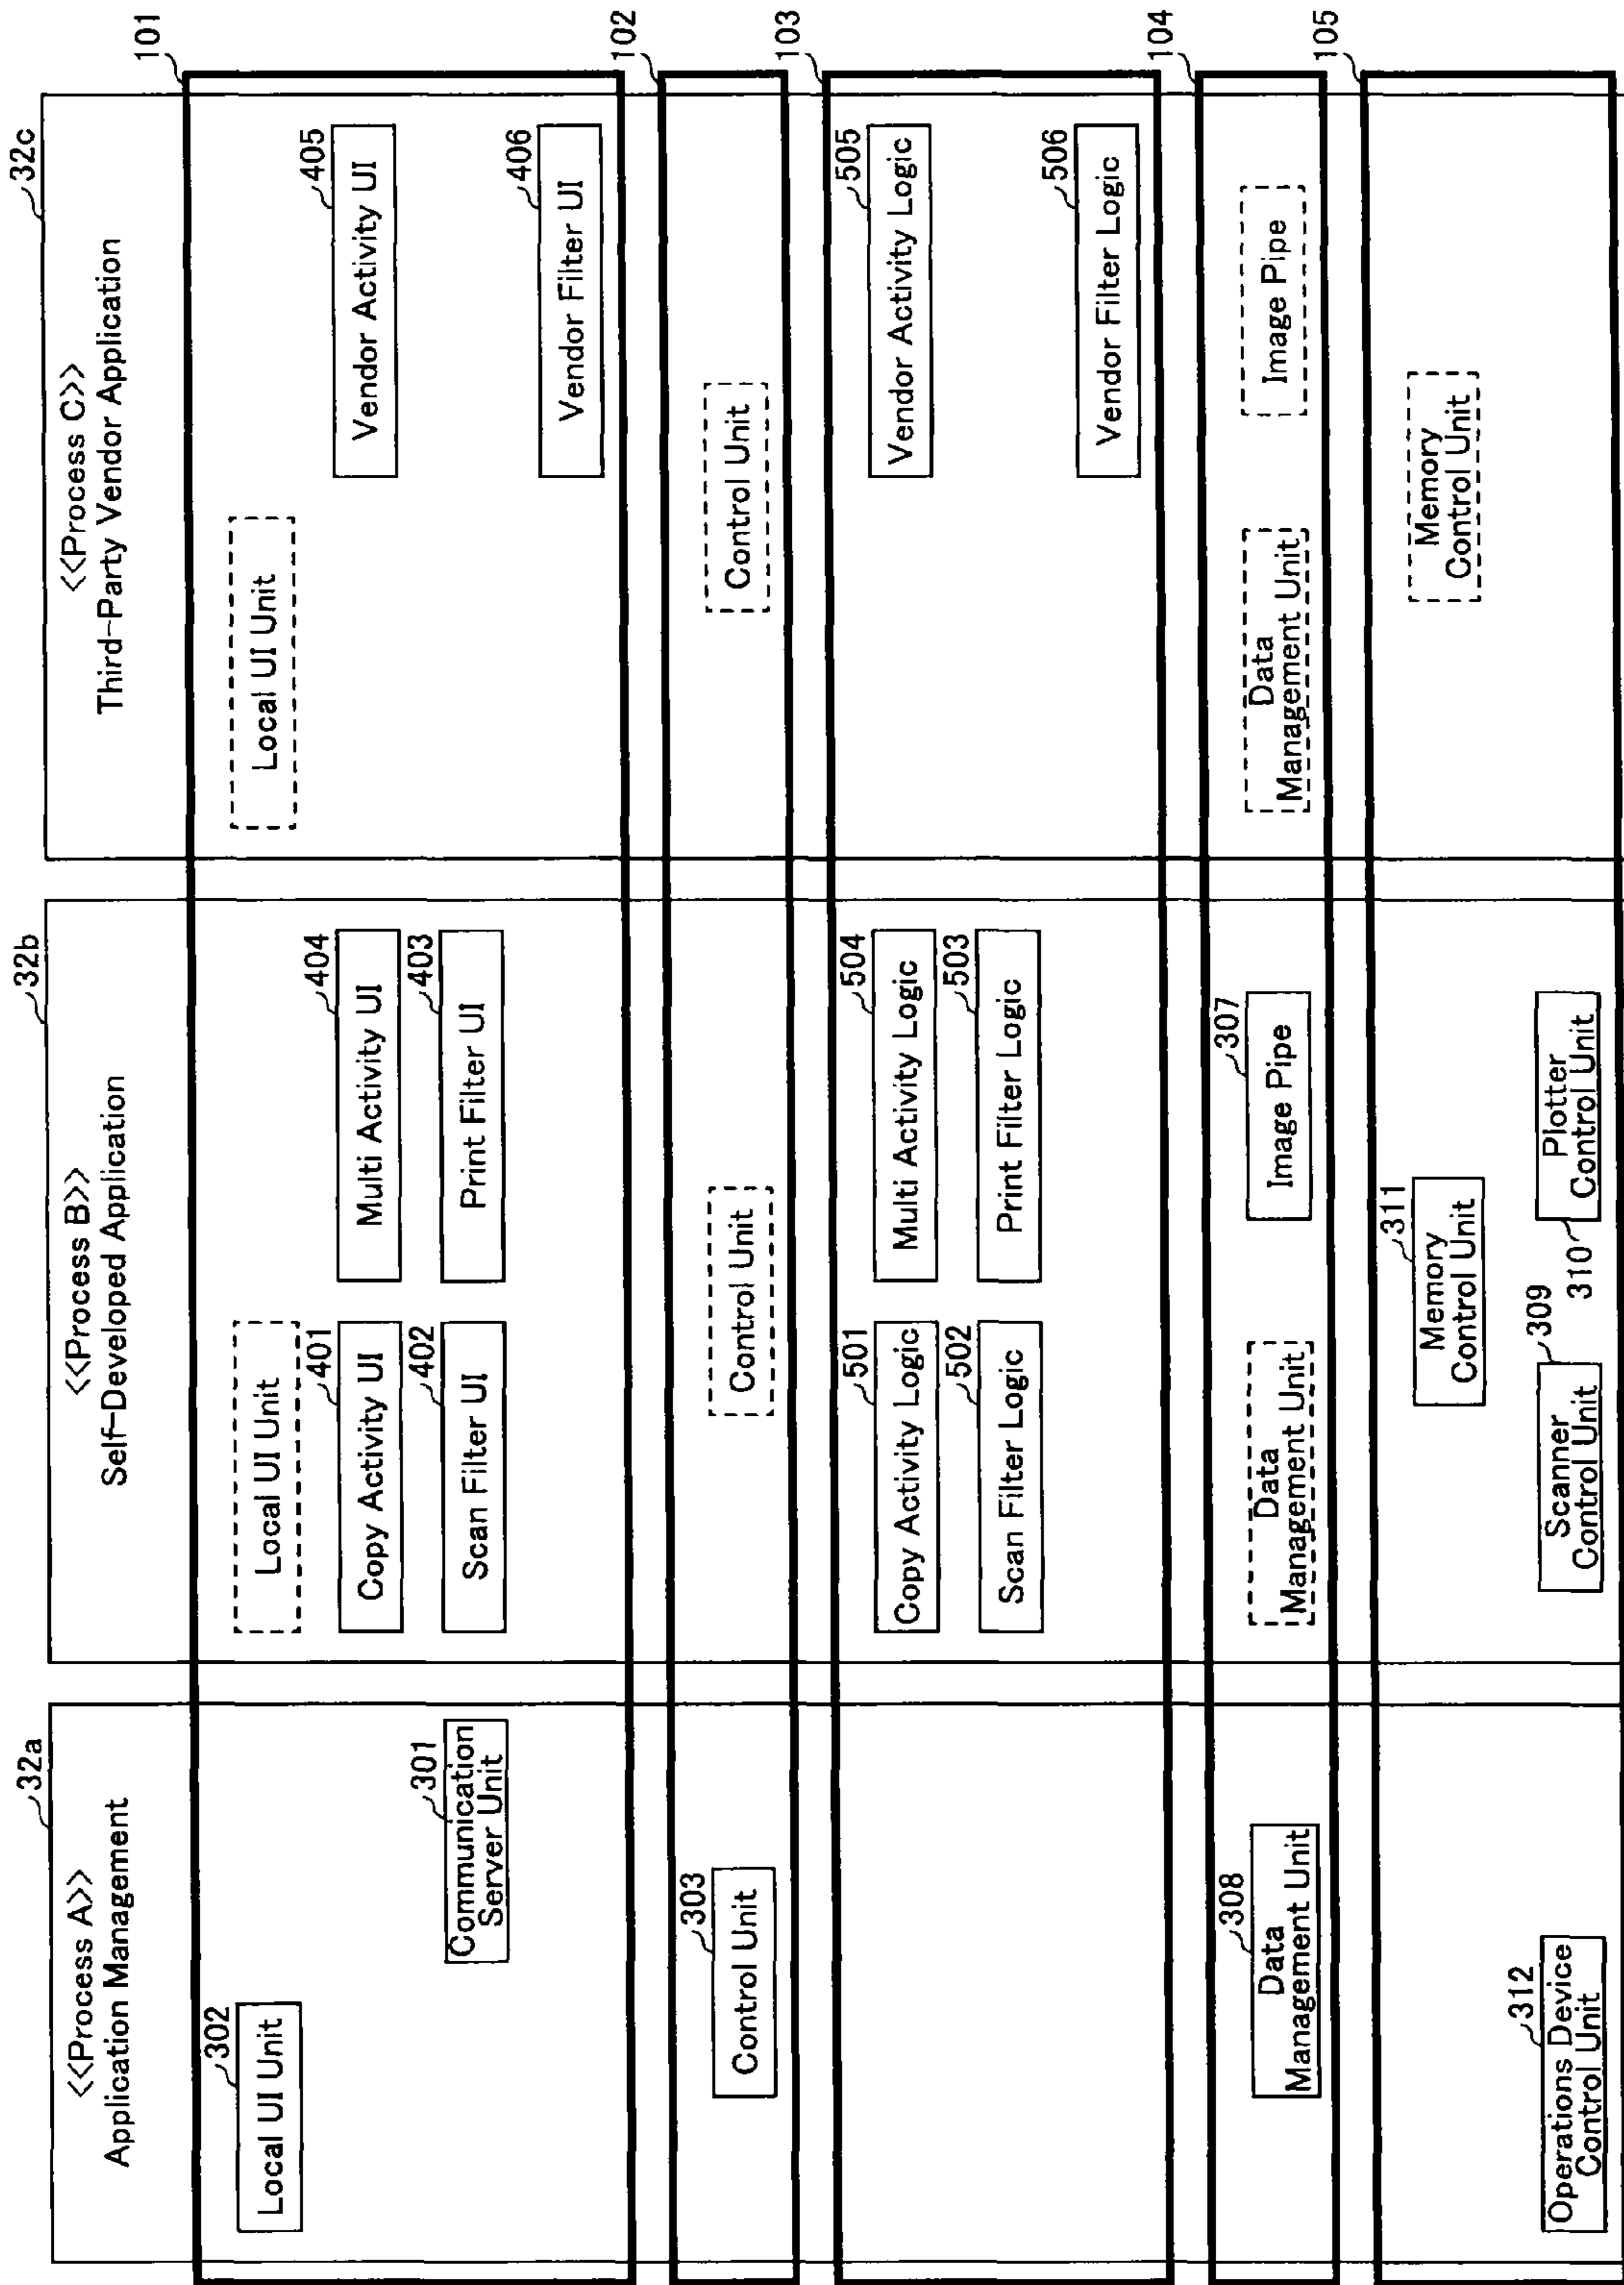 <<Process A>>
Application Management
32a
<<Process B>>
Self-Developed Application
32b
<<Process C>>
Third-Party Vendor Application
32c
101
302
Local UI Unit
301
Communication
Server Unit
Local UI Unit
401
Copy Activity UI
404
Multi Activity UI
402
Scan Filter UI
403
Print Filter UI
Local UI Unit
405
Vendor Activity UI
406
Vendor Filter UI
102
303
Control Unit
Control Unit
Control Unit
103
501
Copy Activity Logic
504
Multi Activity Logic
502
Scan Filter Logic
503
Print Filter Logic
505
Vendor Activity Logic
506
Vendor Filter Logic
104
308
Data
Management Unit
Data
Management Unit
307
Image Pipe
Data
Management Unit
Image Pipe
105
312
Operations Device
Control Unit
311
Memory
Control Unit
309
Scanner
Control Unit
310
Plotter
Control Unit
Memory
Control Unit